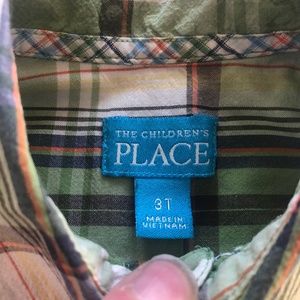 THE CHILDREN'S
PLACE
3T
MADE IN
VIETNAM